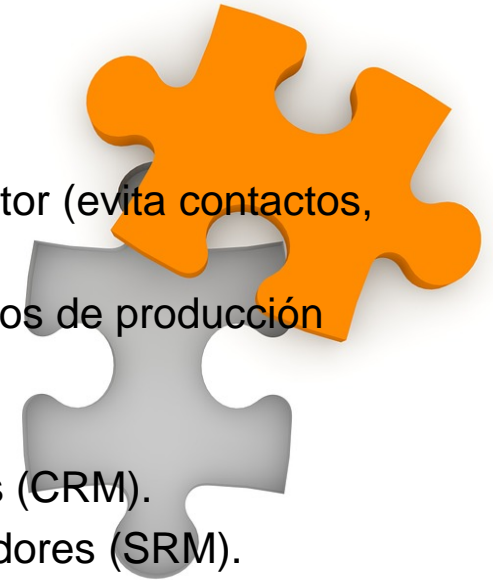 tor (evita contactos,
os de producción
s (CRM).
dores (SRM).